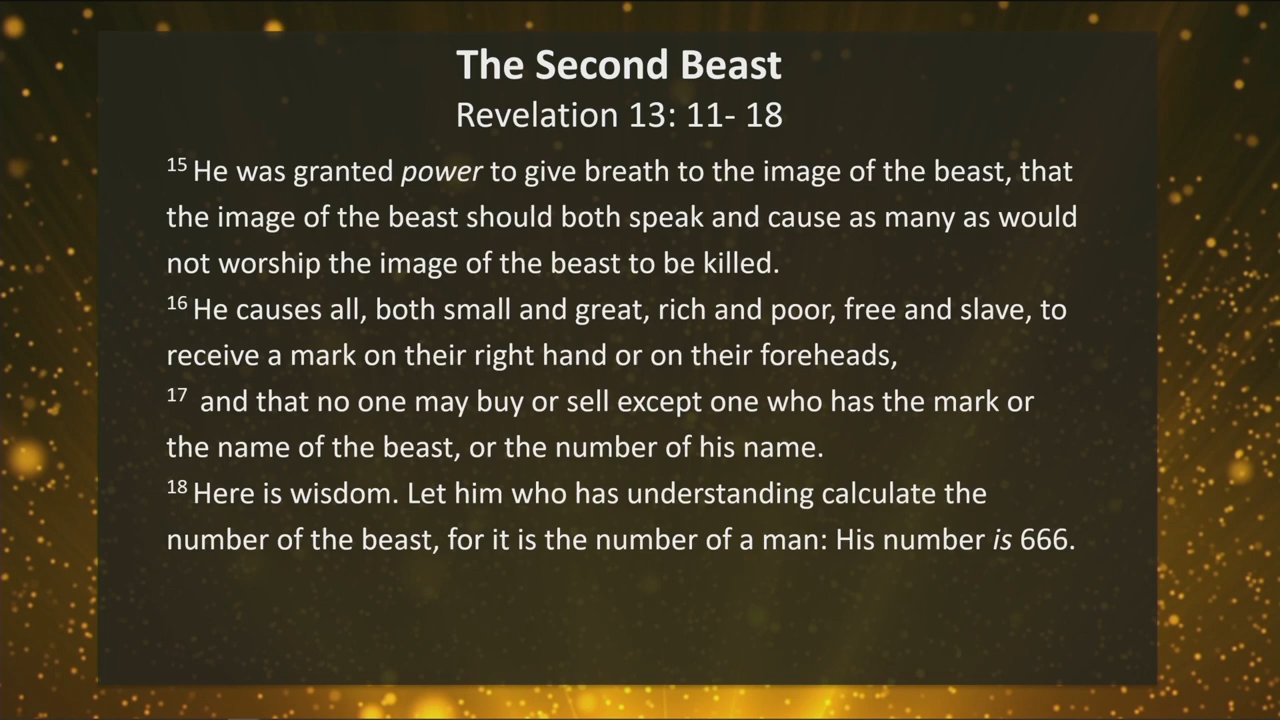 The Second Beast
Revelation 13: 11- 18
15 He was granted power to give breath to the image of the beast, that
the image of the beast should both speak and cause as many as would
not worship the image of the beast to be killed.
16 He causes all, both small and great, rich and poor, free and slave, to
receive a mark on their right hand or on their foreheads,
17 and that no one may buy or sell except one who has the mark or
the name of the beast, or the number of his name.
18 Here is wisdom. Let him who has understanding calculate the
number of the beast, for it is the number of a man: His number is 666.